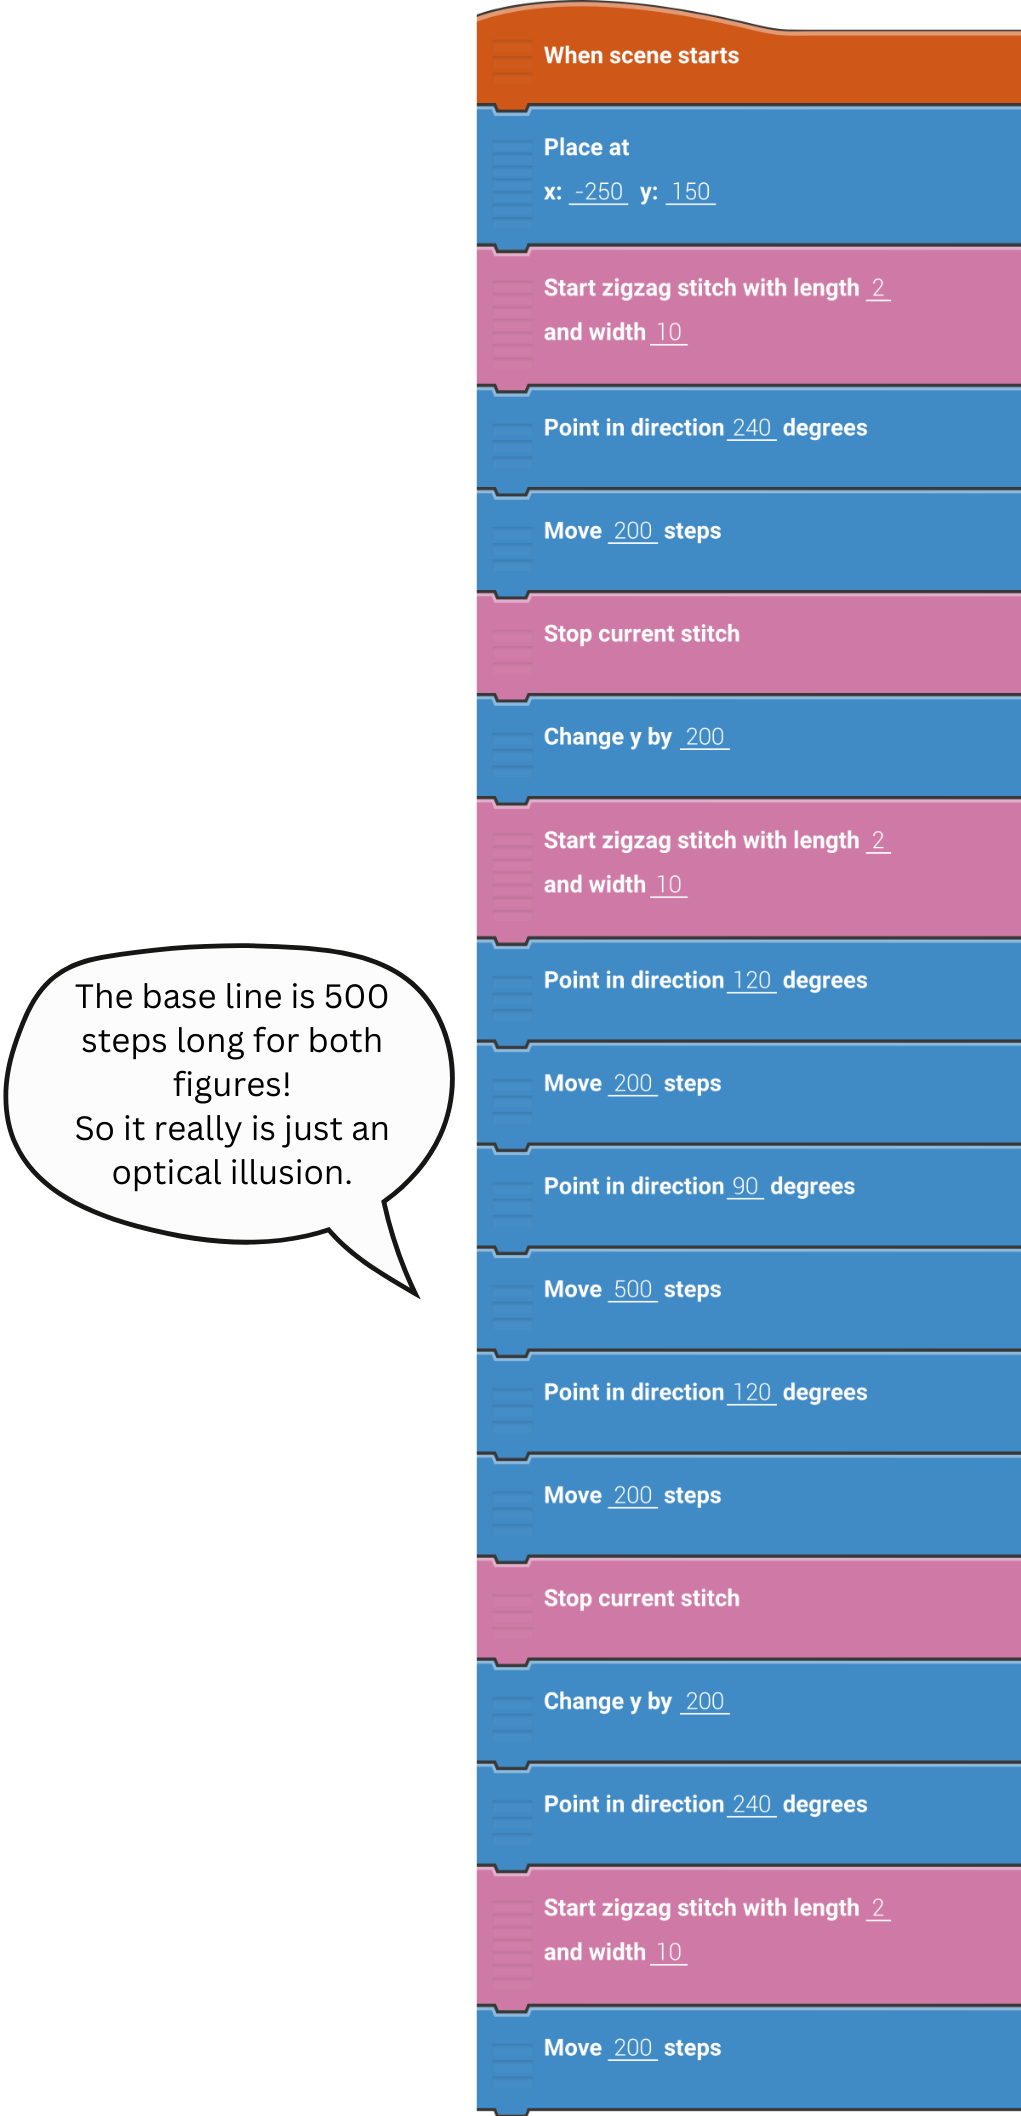 When scene starts
Place at
x: -250 y: 150
Start zigzag stitch with length 2
and width 10
Point in direction 240 degrees
Move 200 steps
Stop current stitch
Change y by 200
Start zigzag stitch with length 2
and width 10
The base line is 500
steps long for both
figures!
So it really is just an
optical illusion.
Point in direction 120 degrees
Move 200 steps
Point in direction 90 degrees
Move 500 steps
Point in direction 120 degrees
Move 200 steps
Stop current stitch
Change y by 200
Point in direction 240 degrees
Start zigzag stitch with length 2
and width 10
Move 200 steps